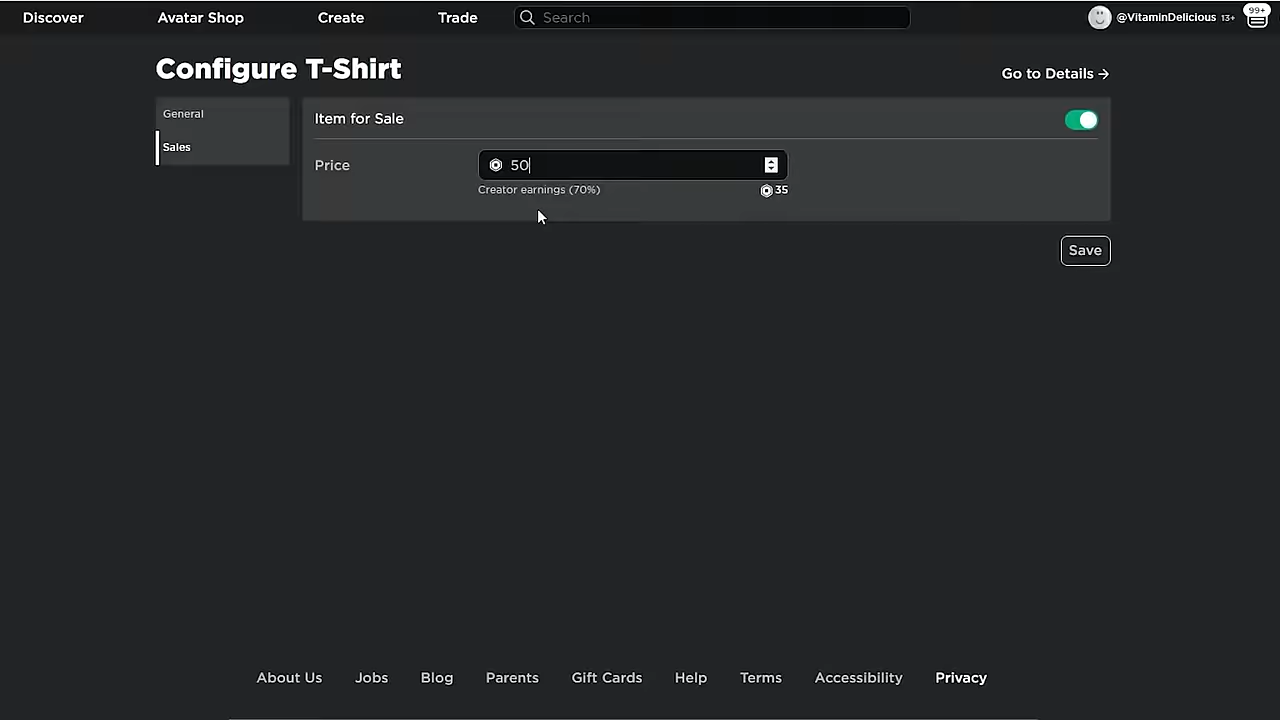 Discover Avatar Shop Create Trade Search @VitaminDelicious 13+ 99+
Configure T-Shirt
Go to Details →
General
Sales
Item for Sale
Price 50
Creator earnings (70%) 35
Save
About Us Jobs Blog Parents Gift Cards Help Terms Accessibility Privacy